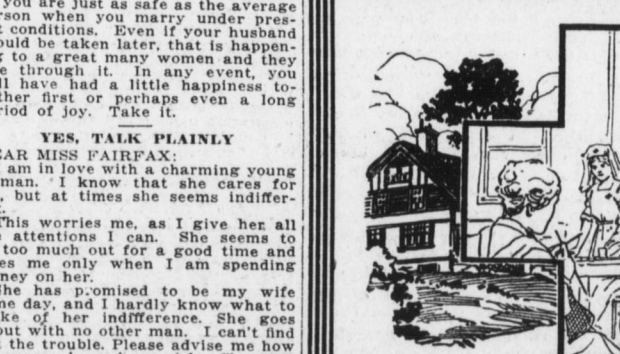 you are just as safe as the average
rson when you marry under pres-
t conditions. Even if your husband
ould be taken later, that is happen-
g to a great many women and they
e through it. In any event, you
ll have had a little happiness to-
ther first or perhaps even a long
riod of joy. Take it.
YES, TALK PLAINLY
EAR MISS FAIRFAX:
am in love with a charming young
man. I know that she cares for
, but at times she seems indiffer-
.
This worries me, as I give her all
e attentions I can. She seems to
too much out for a good time and
es me only when I am spending
ney on her.
She has promised to be my wife
ne day, and I hardly know what to
ke of her indifference. She goes
out with no other man. I can't find
t the trouble. Please advise me how